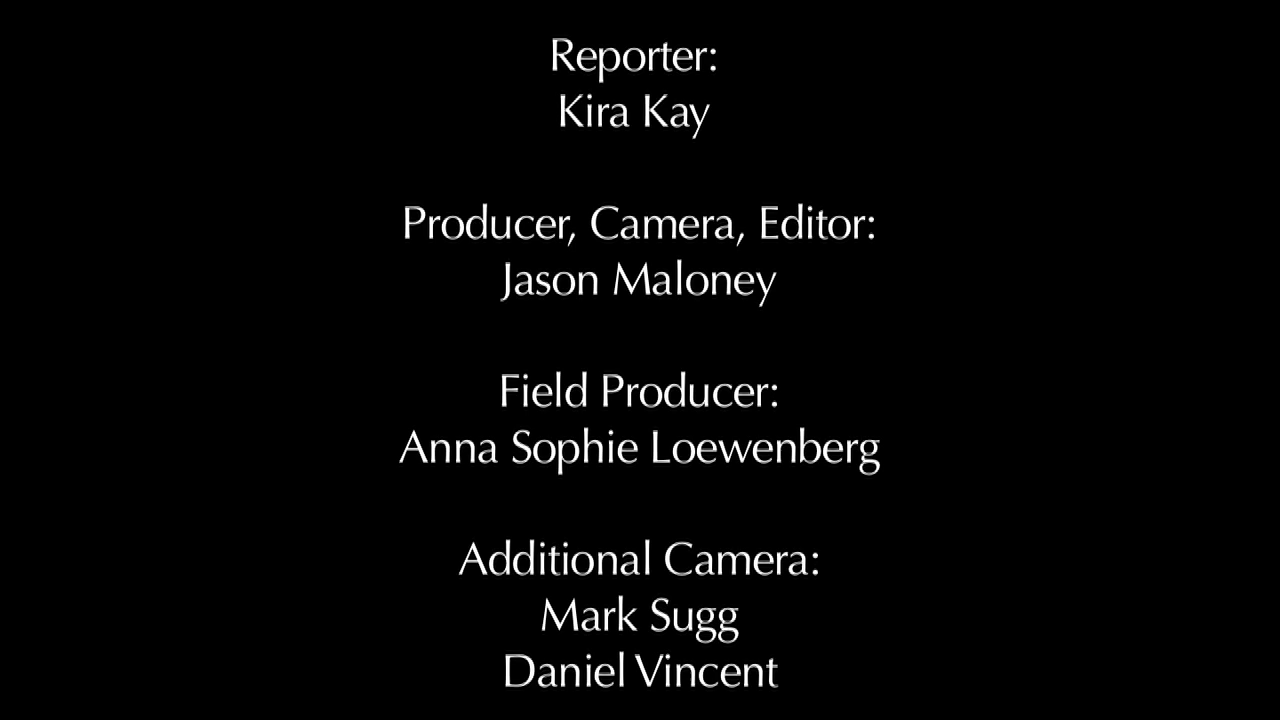 Reporter:
Kira Kay
Producer, Camera, Editor:
Jason Maloney
Field Producer:
Anna Sophie Loewenberg
Additional Camera:
Mark Sugg
Daniel Vincent